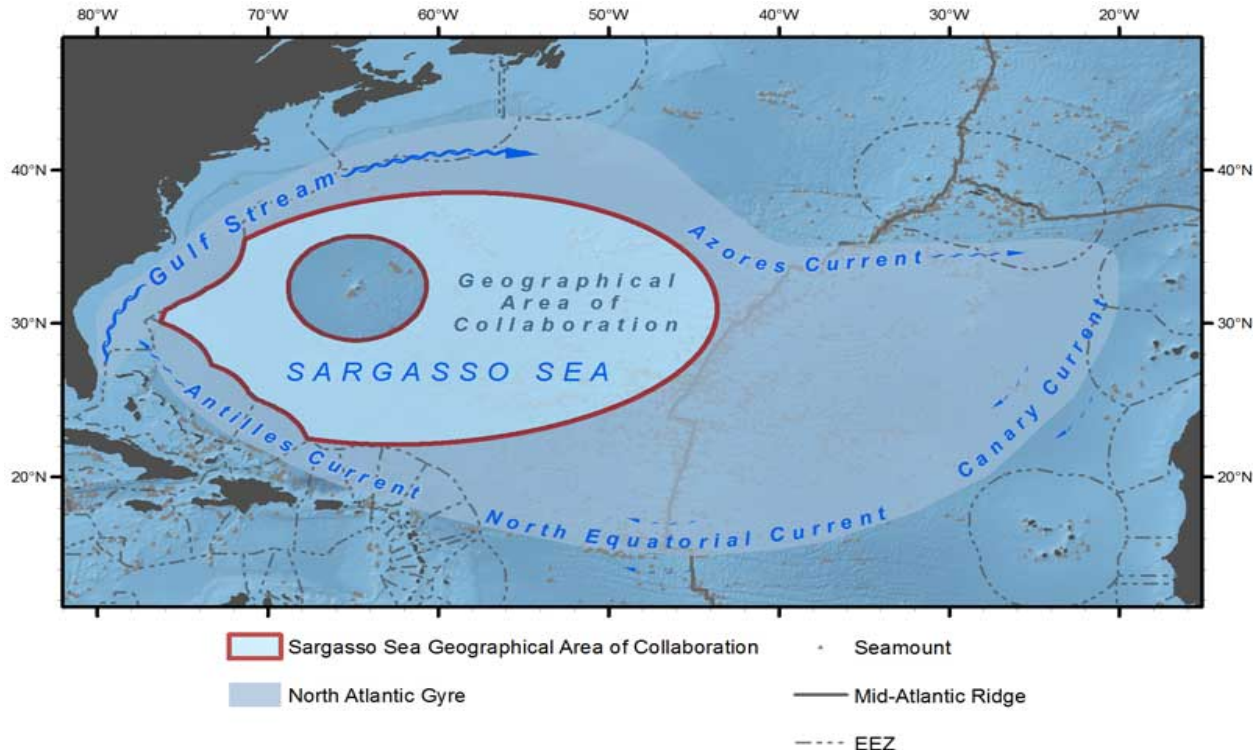 80°W 70°W 60°W 50°W 40°W 30°W 20°W
40°N 40°N
Gulf Stream
Azores Current
Geographical
Area of
Collaboration
30°N 30°N
SARGASSO SEA
Antilles Current
Canary Current
20°N 20°N
North Equatorial Current
80°W 70°W 60°W 50°W 40°W 30°W 20°W
Sargasso Sea Geographical Area of Collaboration
Seamount
North Atlantic Gyre
Mid-Atlantic Ridge
EEZ